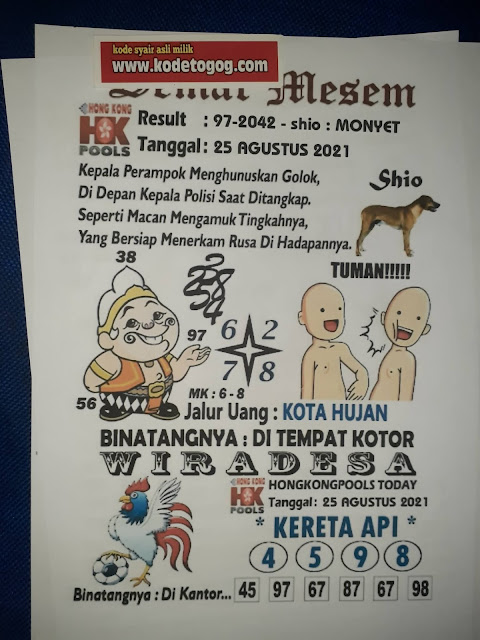 kode syair asli milik
www.kodetogog.com
Semar Mesem
HONG KONG
HK
POOLS
Result : 97-2042 - shio : MONYET
Tanggal : 25 AGUSTUS 2021
Kepala Perampok Menghunuskan Golok,
Di Depan Kepala Polisi Saat Ditangkap.
Seperti Macan Mengamuk Tingkahnya,
Yang Bersiap Menerkam Rusa Di Hadapannya.
Shio
TUMAN!!!!!
38
97
56
6 2
7 8
MK : 6 - 8
Jalur Uang : KOTA HUJAN
BINATANGNYA : DI TEMPAT KOTOR
WIRADESA
HONG KONG
HK
POOLS
HONGKONGPOOLS TODAY
Tanggal : 25 AGUSTUS 2021
* KERETA API *
4 5 9 8
Binatangnya : Di Kantor... 45 97 67 87 67 98